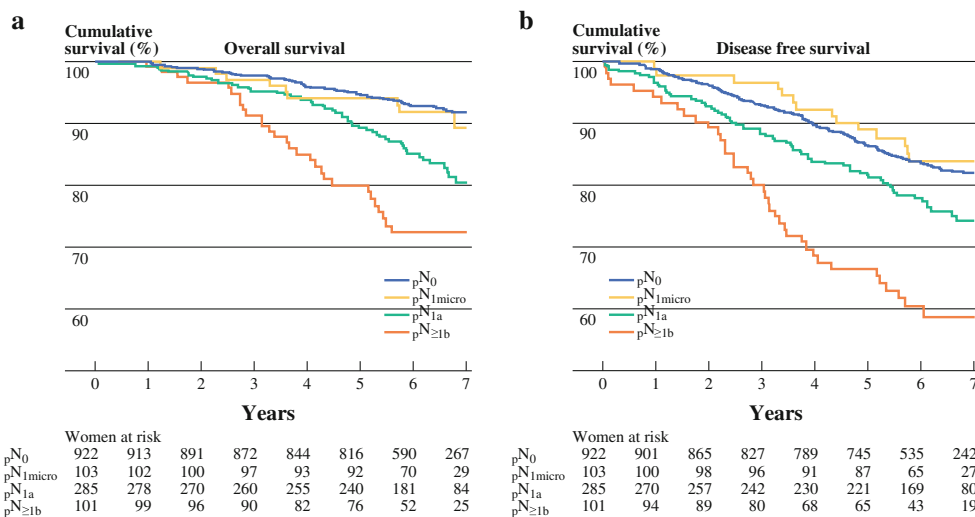 a
Cumulative
survival (%)
Overall survival
100
90
80
70
60
pN0
pN1micro
pN1a
pN≥1b
0 1 2 3 4 5 6 7
Years
Women at risk
pN0 922 913 891 872 844 816 590 267
pN1micro 103 102 100 97 93 92 70 29
pN1a 285 278 270 260 255 240 181 84
pN≥1b 101 99 96 90 82 76 52 25
b
Cumulative
survival (%)
Disease free survival
100
90
80
70
60
pN0
pN1micro
pN1a
pN≥1b
0 1 2 3 4 5 6 7
Years
Women at risk
pN0 922 901 865 827 789 745 535 242
pN1micro 103 100 98 96 91 87 65 27
pN1a 285 270 257 242 230 221 169 80
pN≥1b 101 94 89 80 68 65 43 19